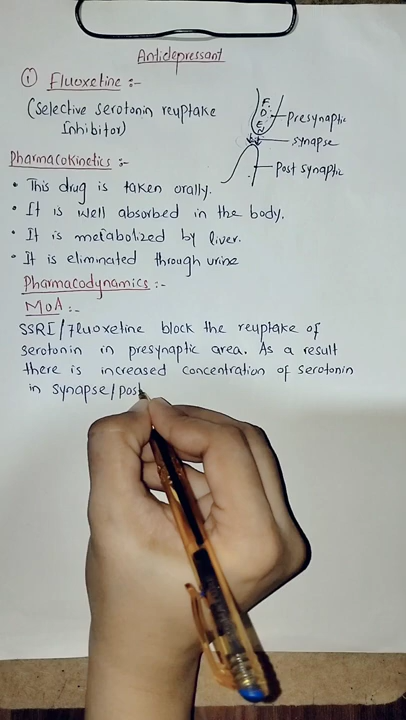 Antidepressant
① Fluoxetine :-
(Selective serotonin reuptake
Inhibitor)
Presynaptic
synapse
Post synaptic
Pharmacokinetics :-
• This drug is taken orally.
• It is well absorbed in the body.
• It is metabolized by liver.
• It is eliminated through urine
Pharmacodynamics :-
MOA :-
SSRI/Fluoxetine block the reuptake of
serotonin in presynaptic area. As a result
there is increased concentration of serotonin
in synapse/post